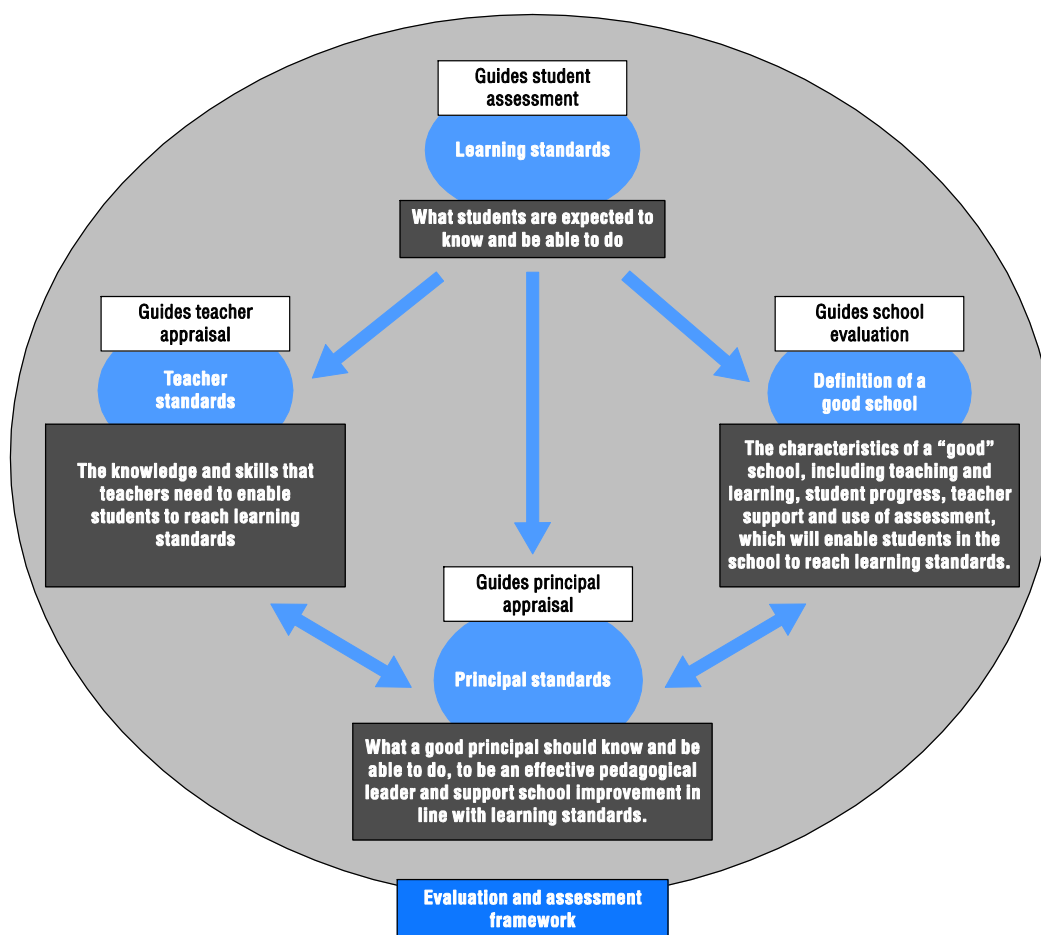 Guides student
assessment
Learning standards
What students are expected to
know and be able to do
Guides teacher
appraisal
Teacher
standards
The knowledge and skills that
teachers need to enable
students to reach learning
standards
Guides school
evaluation
Definition of a
good school
The characteristics of a “good”
school, including teaching and
learning, student progress, teacher
support and use of assessment,
which will enable students in the
school to reach learning standards.
Guides principal
appraisal
Principal standards
What a good principal should know and be
able to do, to be an effective pedagogical
leader and support school improvement in
line with learning standards.
Evaluation and assessment
framework